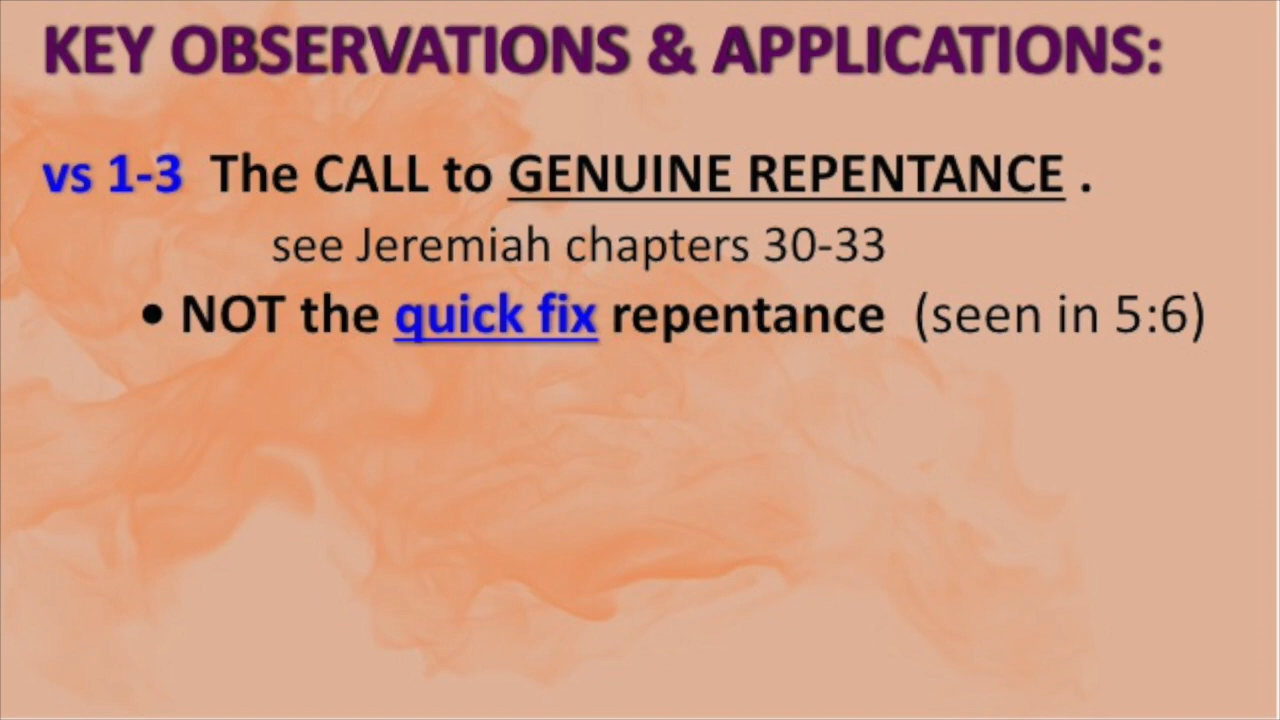 KEY OBSERVATIONS & APPLICATIONS:
vs 1-3 The CALL to GENUINE REPENTANCE .
see Jeremiah chapters 30-33
• NOT the quick fix repentance (seen in 5:6)